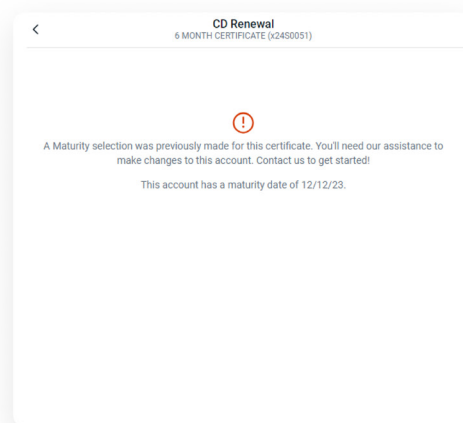 CD Renewal
6 MONTH CERTIFICATE (x24S0051)
A Maturity selection was previously made for this certificate. You'll need our assistance to
make changes to this account. Contact us to get started!
This account has a maturity date of 12/12/23.